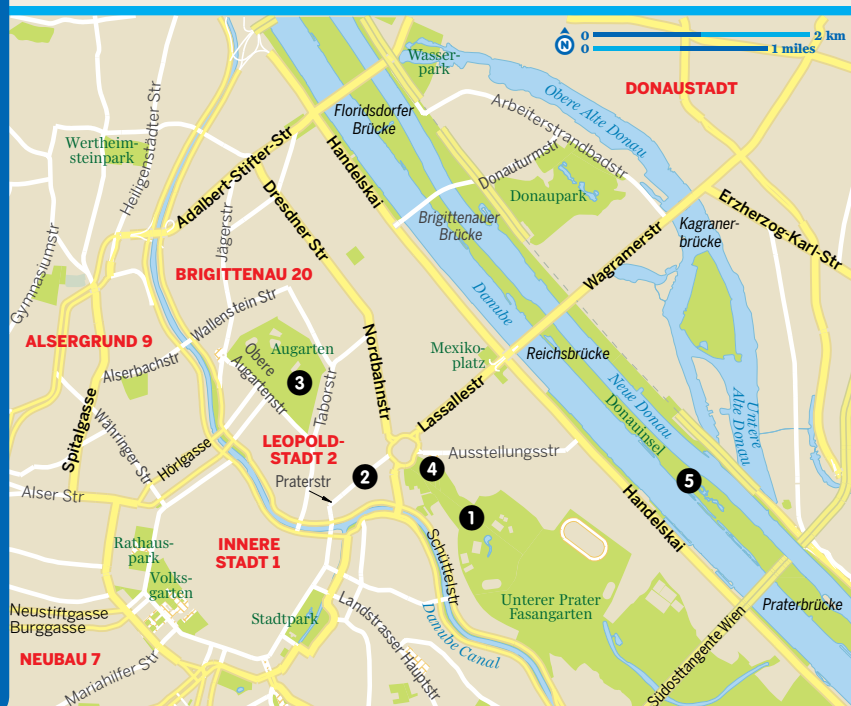 0 2 km
N
0 1 miles
Wasser-
park
DONAUSTADT
Obere Alte Donau
Floridsdorfer
Brücke
Arbeiterstrandbadstr
Wertheim-
steinpark
Heiligenstädter Str
Adalbert-Stifter-Str
Handelskai
Donauturmstr
Donaupark
Dresdner Str
Jägerstr
Brigittenauer
Brücke
Kagraner-
brücke
Erzherzog-Karl-Str
Wagramerstr
Gymnasiumstr
BRIGITTENAU 20
Wallenstein Str
Danube
ALSERGRUND 9
Alserbachstr
Augarten
Obere
Augartenstr
3
Nordbahnstr
Mexiko-
platz
Reichsbrücke
Taborstr
Lassallestr
Neue Donau
Donauinsel
Untere
Alte Donau
Spitalgasse
Währinger Str
Hörlgasse
LEOPOLD-
STADT 2
Praterstr
2
4
Ausstellungsstr
5
Alser Str
1
Handelskai
Rathaus-
park
INNERE
STADT 1
Volks-
garten
Schüttelstr
Stadtpark
Unterer Prater
Fasangarten
Praterbrücke
Neustiftgasse
Burggasse
Landstrasser Hauptstr
Danube Canal
Südosttangente Wien
NEUBAU 7
Mariahilfer Str